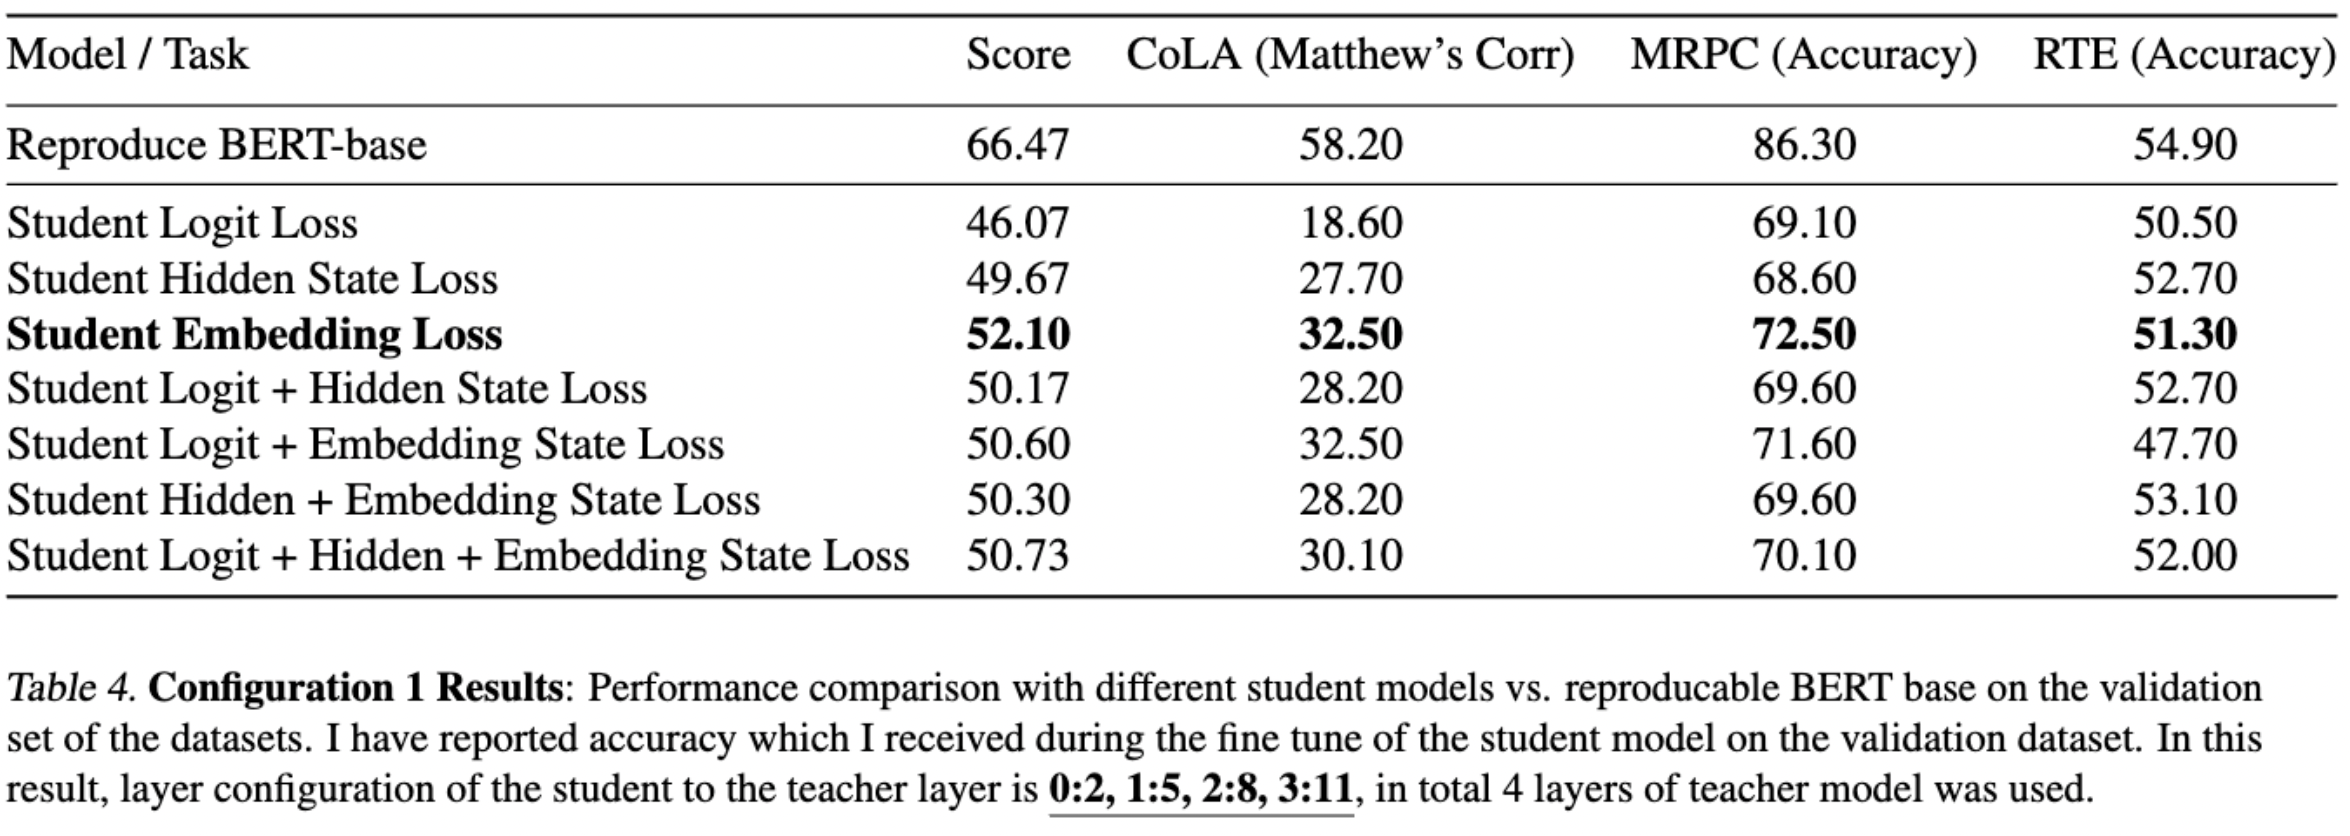 Model / Task Score CoLA (Matthew's Corr) MRPC (Accuracy) RTE (Accuracy)
Reproduce BERT-base 66.47 58.20 86.30 54.90
Student Logit Loss 46.07 18.60 69.10 50.50
Student Hidden State Loss 49.67 27.70 68.60 52.70
Student Embedding Loss 52.10 32.50 72.50 51.30
Student Logit + Hidden State Loss 50.17 28.20 69.60 52.70
Student Logit + Embedding State Loss 50.60 32.50 71.60 47.70
Student Hidden + Embedding State Loss 50.30 28.20 69.60 53.10
Student Logit + Hidden + Embedding State Loss 50.73 30.10 70.10 52.00
Table 4. Configuration 1 Results: Performance comparison with different student models vs. reproducable BERT base on the validation
set of the datasets. I have reported accuracy which I received during the fine tune of the student model on the validation dataset. In this
result, layer configuration of the student to the teacher layer is 0:2, 1:5, 2:8, 3:11, in total 4 layers of teacher model was used.